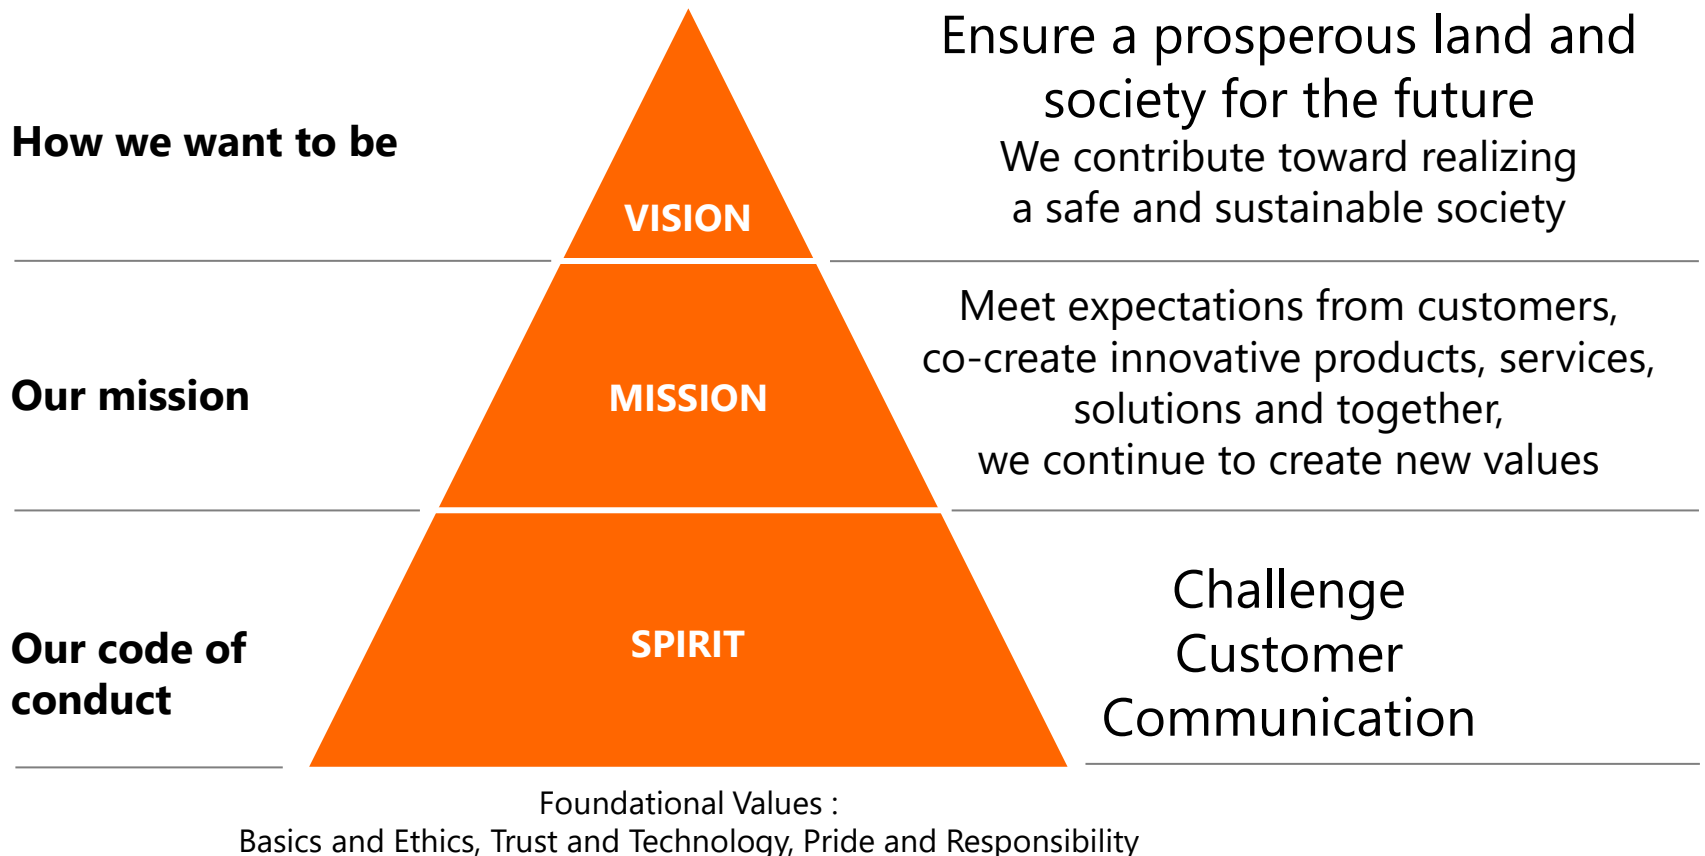 How we want to be
VISION
Ensure a prosperous land and
society for the future
We contribute toward realizing
a safe and sustainable society
Our mission
MISSION
Meet expectations from customers,
co-create innovative products, services,
solutions and together,
we continue to create new values
Our code of
conduct
SPIRIT
Challenge
Customer
Communication
Foundational Values :
Basics and Ethics, Trust and Technology, Pride and Responsibility